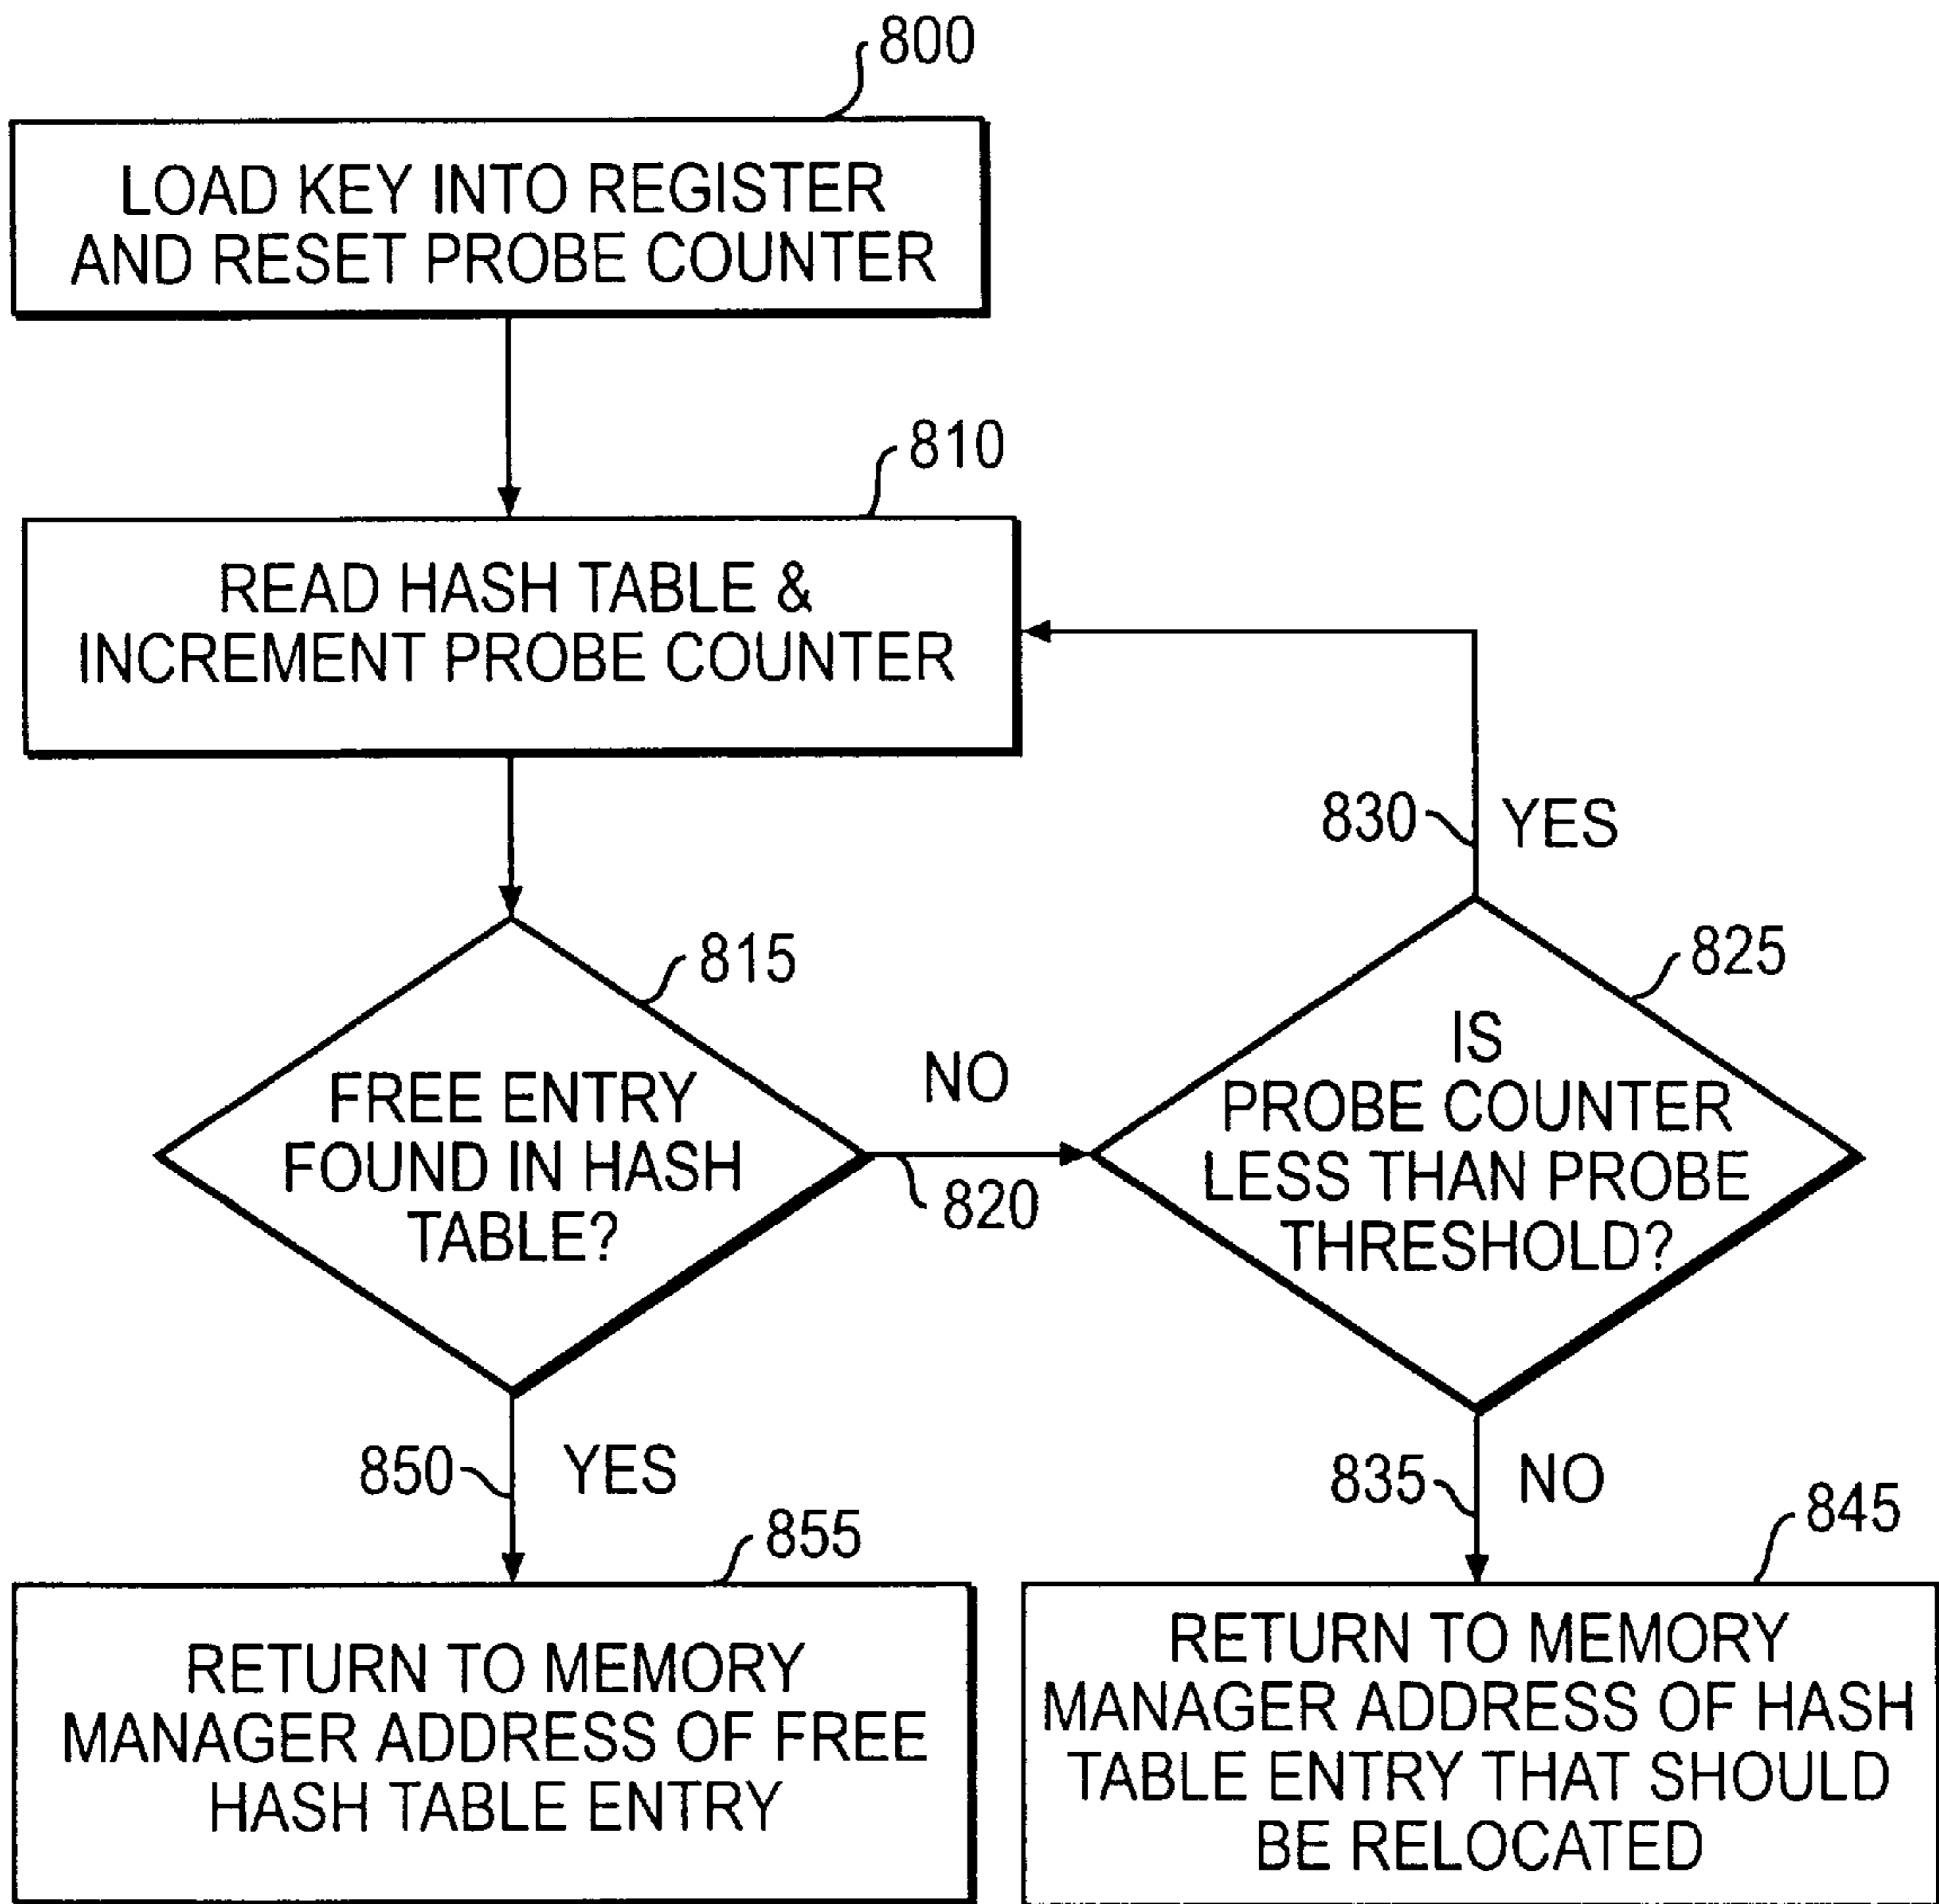 800
LOAD KEY INTO REGISTER
AND RESET PROBE COUNTER
810
READ HASH TABLE &
INCREMENT PROBE COUNTER
830
YES
815
825
FREE ENTRY
FOUND IN HASH
TABLE?
NO
820
IS
PROBE COUNTER
LESS THAN PROBE
THRESHOLD?
850
YES
835
NO
855
845
RETURN TO MEMORY
MANAGER ADDRESS OF FREE
HASH TABLE ENTRY
RETURN TO MEMORY
MANAGER ADDRESS OF HASH
TABLE ENTRY THAT SHOULD
BE RELOCATED